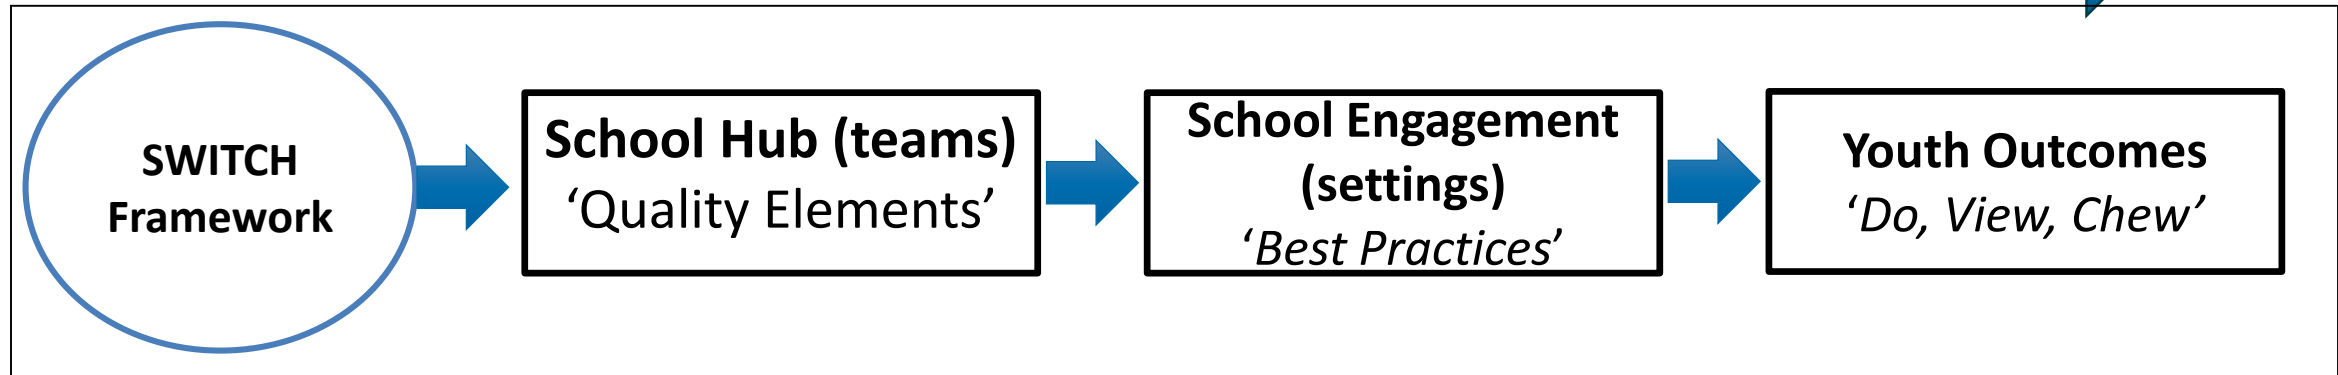 SWITCH
Framework
School Hub (teams)
‘Quality Elements’
School Engagement
(settings)
‘Best Practices’
Youth Outcomes
‘Do, View, Chew’